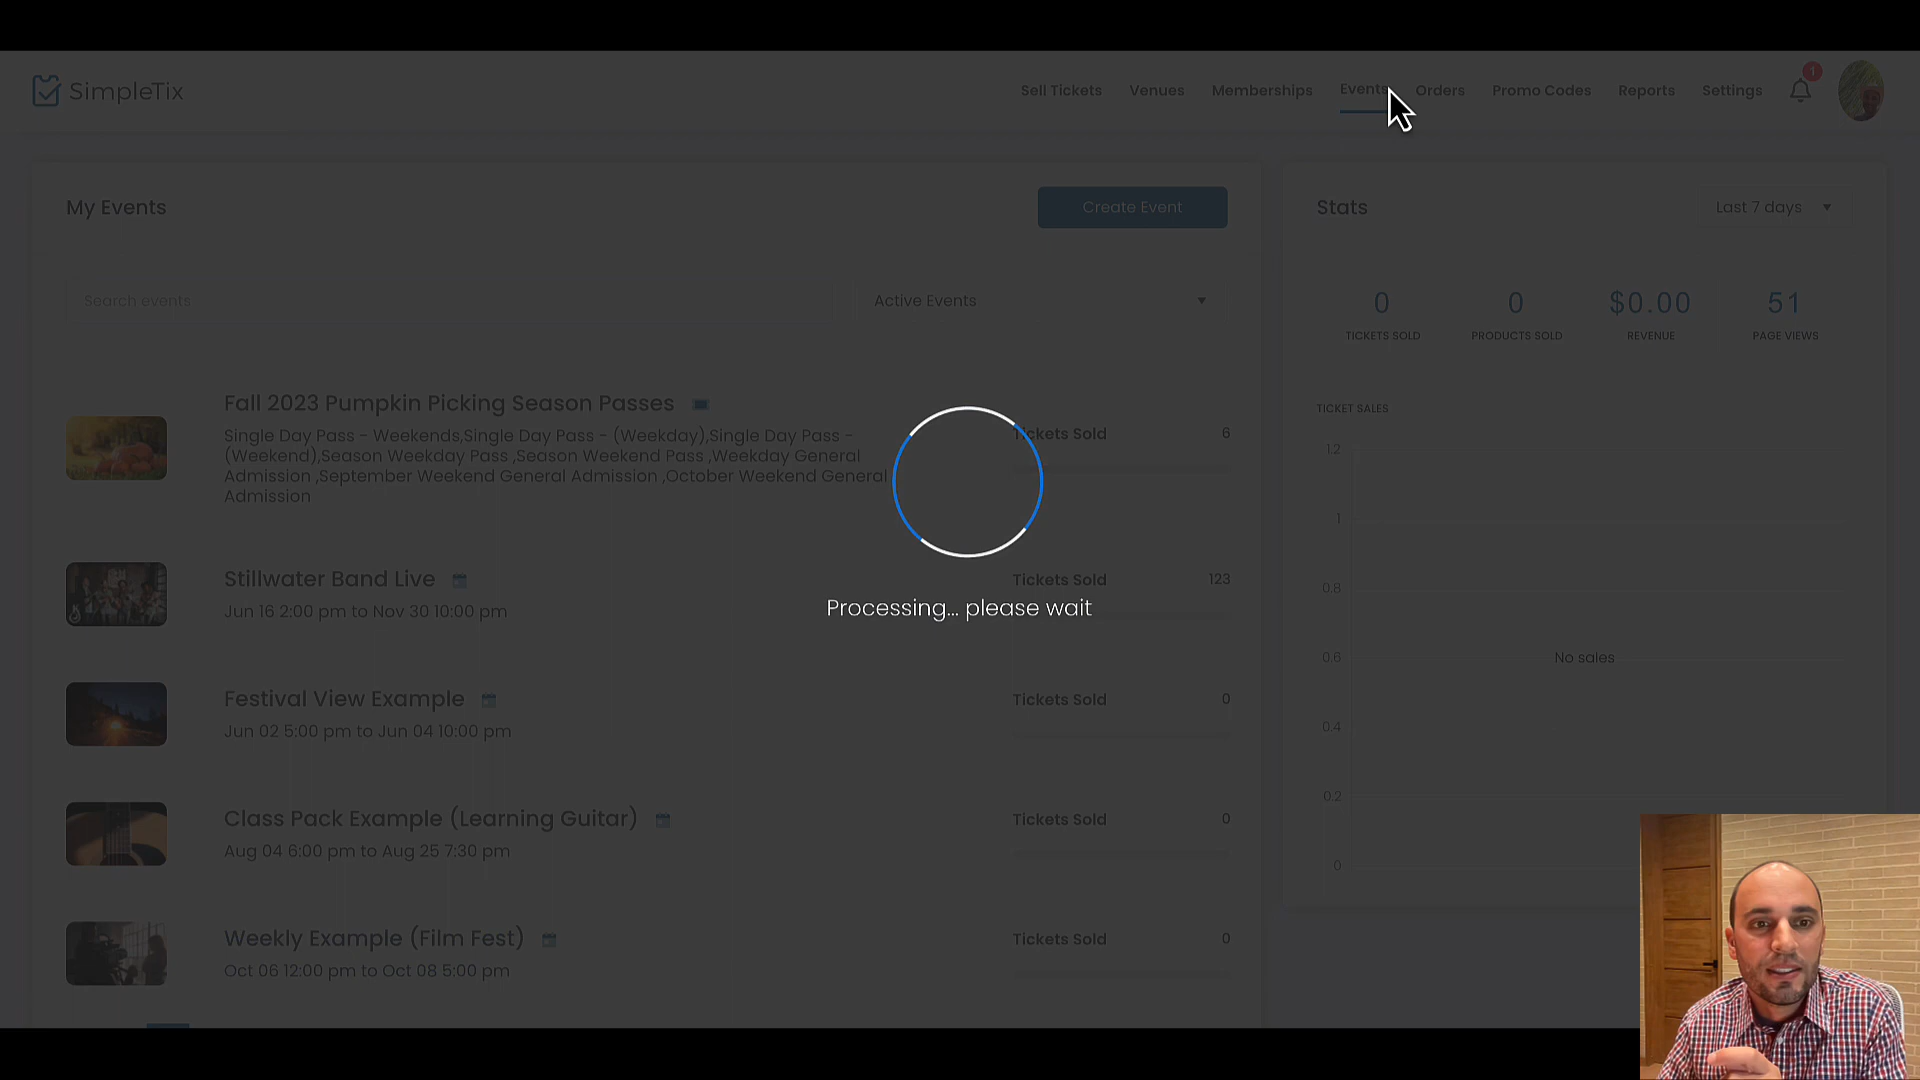 SimpleTix
Sell Tickets
Venues
Memberships
Events
Orders
Promo Codes
Reports
Settings
1
My Events
Create Event
Search events
Active Events
Fall 2023 Pumpkin Picking Season Passes
Single Day Pass - Weekends,Single Day Pass - (Weekday),Single Day Pass -
(Weekend),Season Weekday Pass ,Season Weekend Pass ,Weekday General
Admission ,September Weekend General Admission ,October Weekend General
Admission
Tickets Sold
6
Stillwater Band Live
Jun 16 2:00 pm to Nov 30 10:00 pm
Tickets Sold
123
Processing... please wait
Festival View Example
Jun 02 5:00 pm to Jun 04 10:00 pm
Tickets Sold
0
Class Pack Example (Learning Guitar)
Aug 04 6:00 pm to Aug 25 7:30 pm
Tickets Sold
0
Weekly Example (Film Fest)
Oct 06 12:00 pm to Oct 08 5:00 pm
Tickets Sold
0
Stats
Last 7 days
0
TICKETS SOLD
0
PRODUCTS SOLD
$0.00
REVENUE
51
PAGE VIEWS
TICKET SALES
1.2
1
0.8
0.6
0.4
0.2
0
No sales